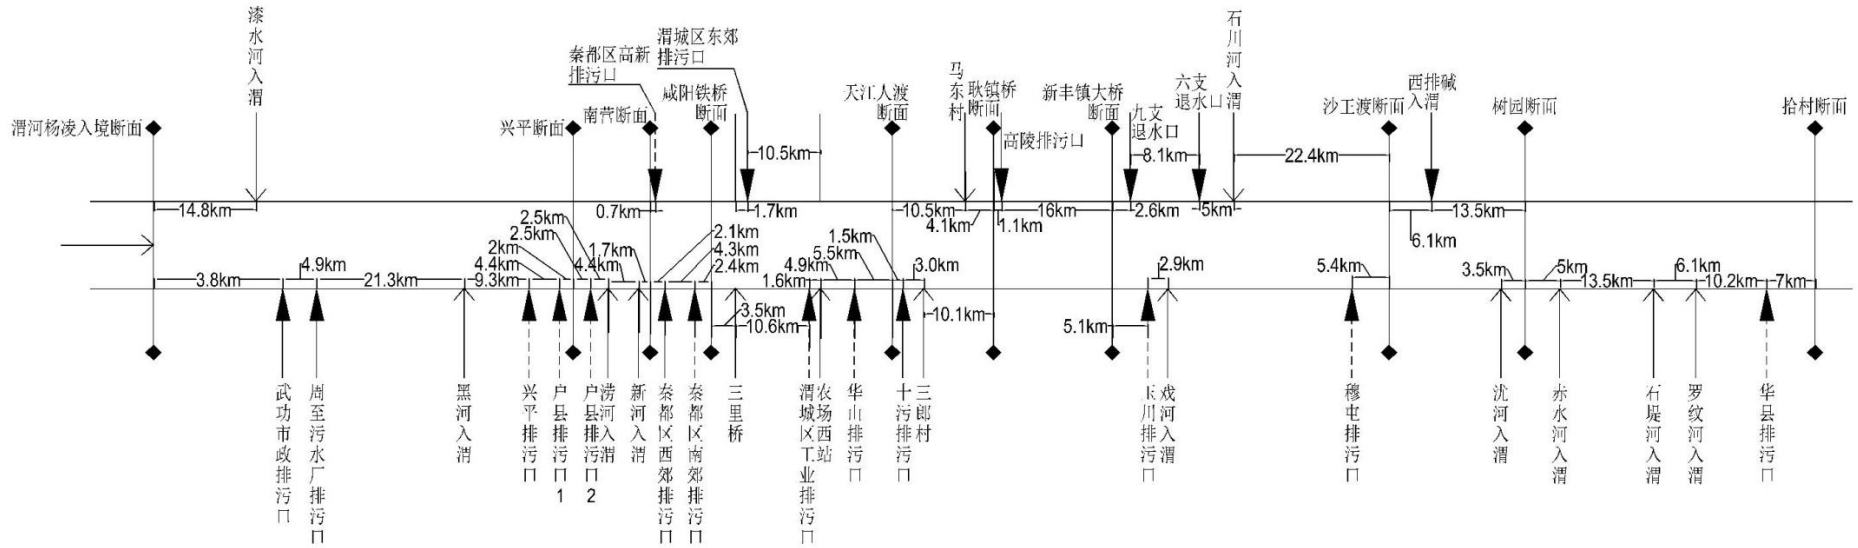 漆水河入渭
秦都区高新
排污口
渭城区东郊
排污口
石川河入渭
渭河杨凌入境断面
兴平断面
南营断面
咸阳铁桥
断面
天江人渡
断面
马东村
耿镇桥
断面
高陵排污口
新丰镇大桥
断面
九支
退水口
六支
退水口
沙王渡断面
西排碱
入渭
树园断面
拾村断面
10.5km
8.1km
22.4km
14.8km
0.7km
1.7km
10.5km
4.1km
1.1km
16km
2.6km
5km
6.1km
13.5km
3.8km
4.9km
21.3km
9.3km
4.4km
2km
2.5km
2.5km
4.4km
1.7km
2.1km
4.3km
2.4km
3.5km
10.6km
1.6km
4.9km
5.5km
1.5km
3.0km
10.1km
5.1km
2.9km
5.4km
3.5km
5km
13.5km
6.1km
10.2km
7km
武功市政排污口
周至污水厂排污口
黑河入渭
兴平排污口
户县排污口1
户县排污口2
涝河入渭
新河入渭
秦都区西郊排污口
秦都区南郊排污口
三里桥
渭城区工业排污口
农场西站
华山排污口
十污排污口
三郎村
玉川排污口
戏河入渭
穆屯排污口
沋河入渭
赤水河入渭
石堤河入渭
罗纹河入渭
华县排污口